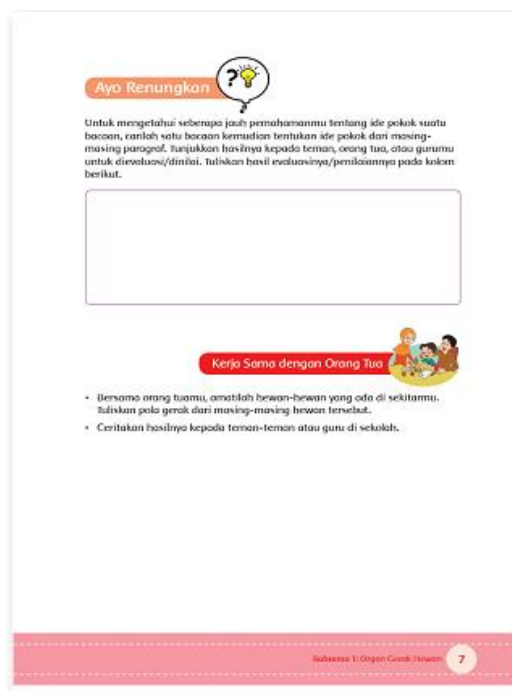 Ayo Renungkan
Untuk mengetahui seberapa jauh pemahamanmu tentang ide pokok suatu
bacaan, carilah satu bacaan kemudian tentukan ide pokok dari masing-
masing paragraf. Tunjukkan hasilnya kepada teman, orang tua, atau gurumu
untuk dievaluasi/dinilai. Tuliskan hasil evaluasinya/penilaiannya pada kolom
berikut.
Kerja Sama dengan Orang Tua
• Bersama orang tuamu, amatilah hewan-hewan yang ada di sekitarmu.
Tuliskan pola gerak dari masing-masing hewan tersebut.
• Ceritakan hasilnya kepada teman-teman atau guru di sekolah.
Subtema 1: Organ Gerak Hewan 7